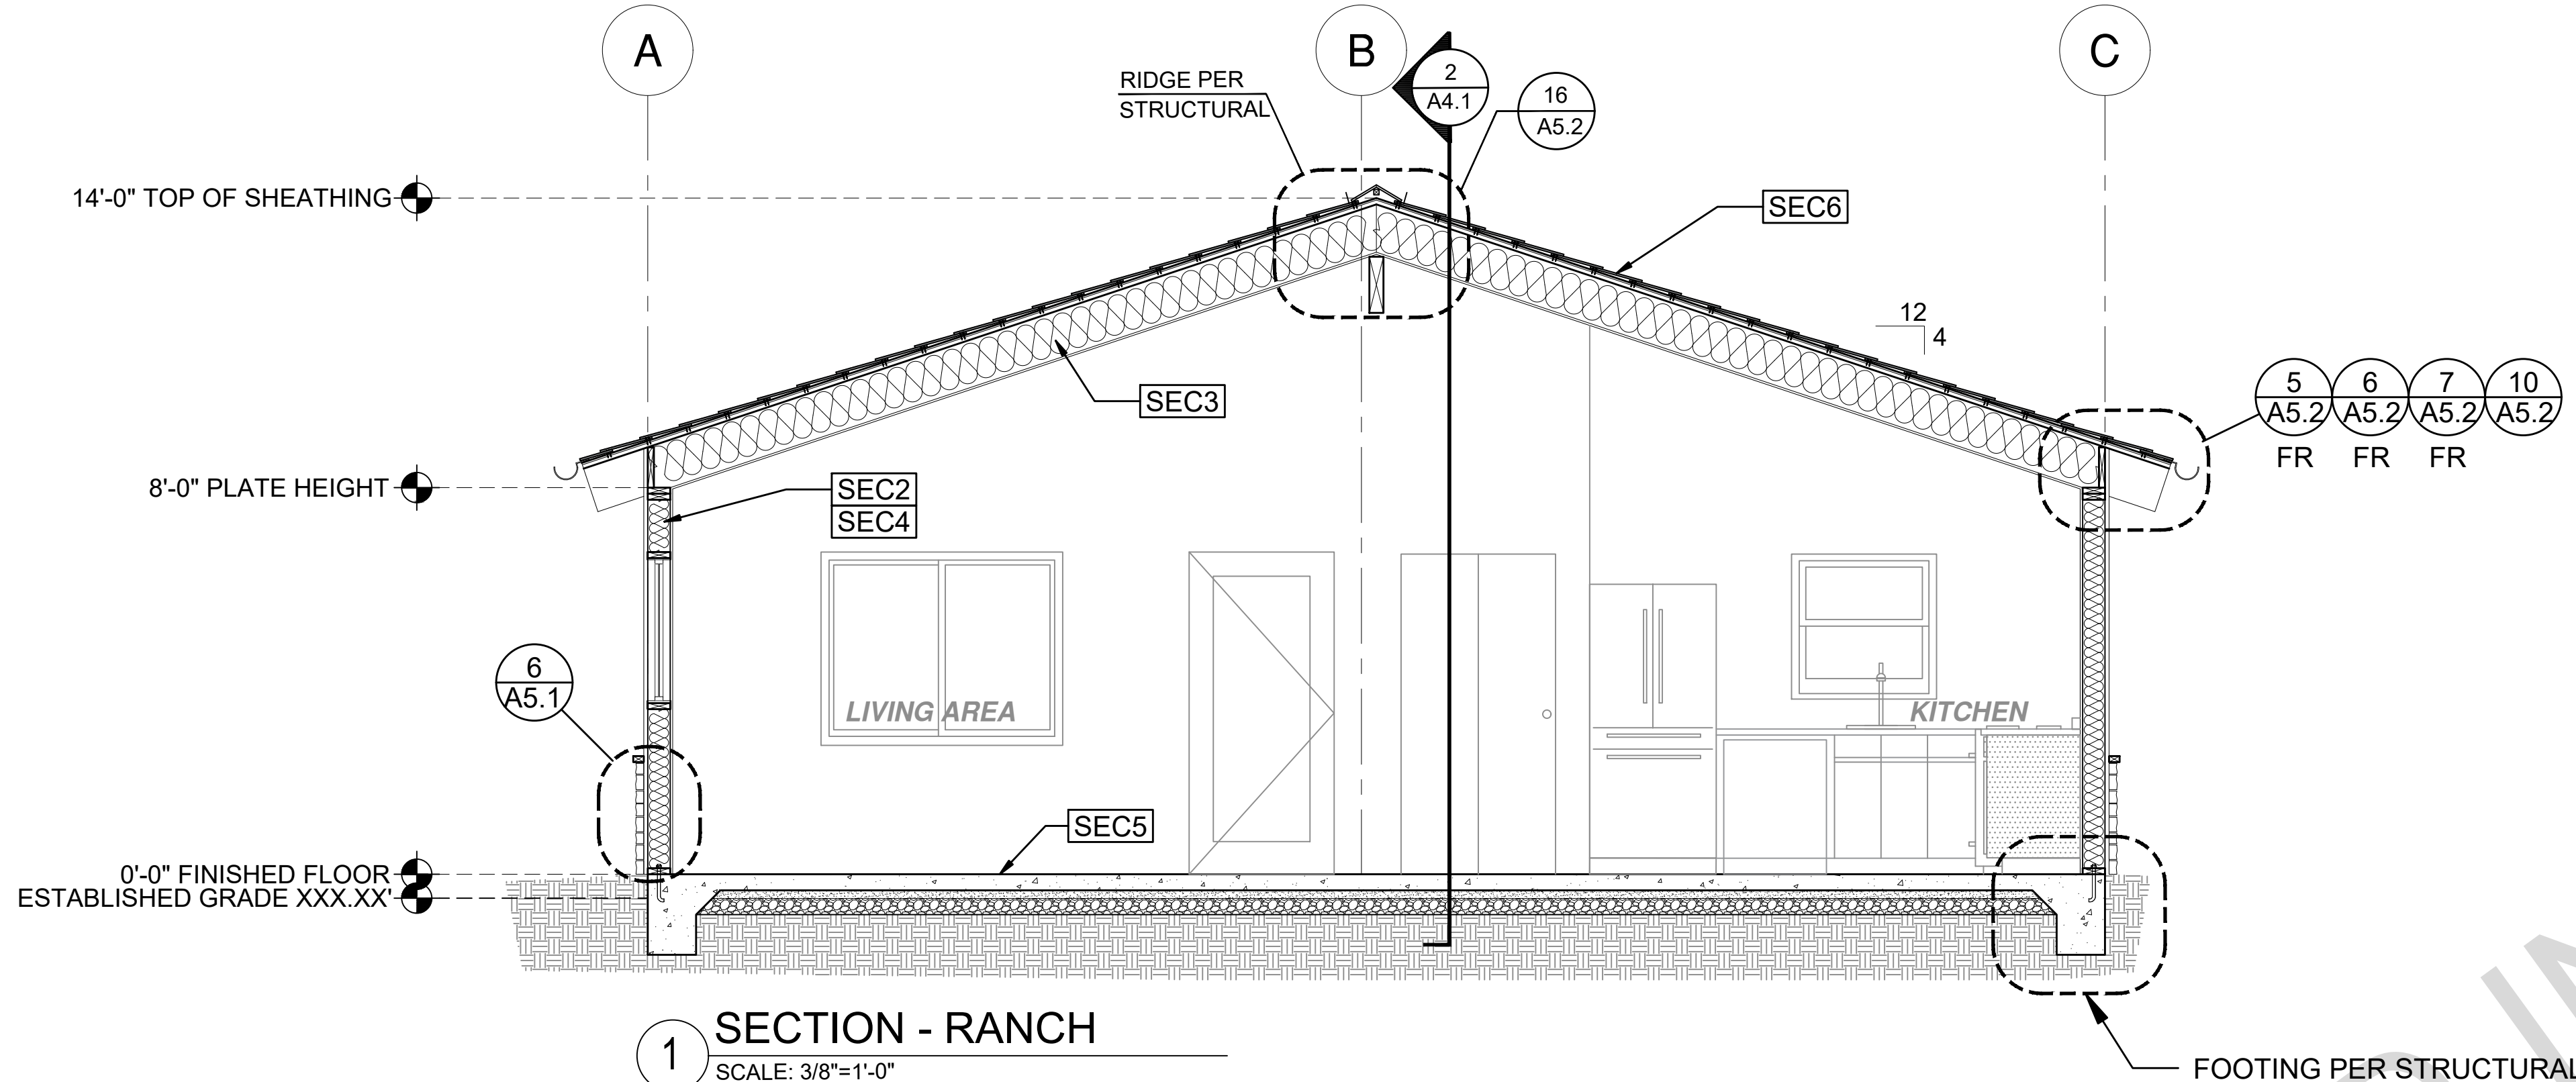 A
B
C
RIDGE PER
STRUCTURAL
2
A4.1
16
A5.2
14'-0" TOP OF SHEATHING
SEC6
12
4
SEC3
5
A5.2
FR
6
A5.2
FR
7
A5.2
FR
10
A5.2
8'-0" PLATE HEIGHT
SEC2
SEC4
6
A5.1
LIVING AREA
KITCHEN
SEC5
0'-0" FINISHED FLOOR
ESTABLISHED GRADE XXX.XX'
1
SECTION - RANCH
SCALE: 3/8"=1'-0"
FOOTING PER STRUCTURAL